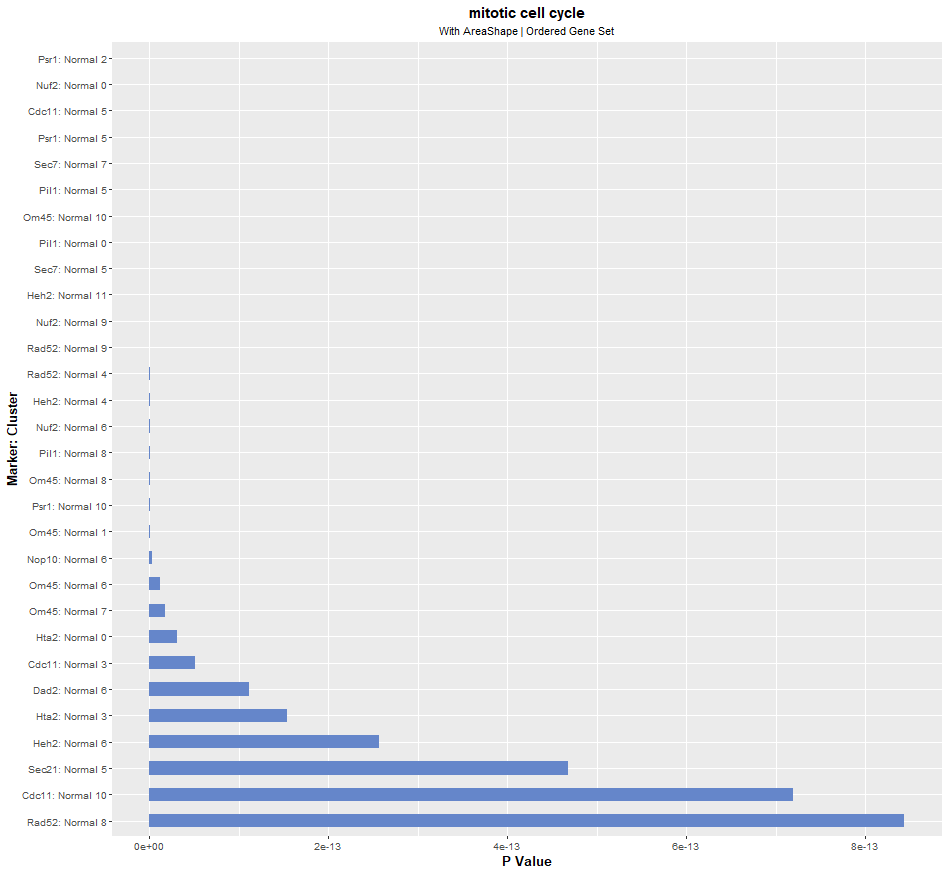 mitotic cell cycle
With AreaShape | Ordered Gene Set
Psr1: Normal 2
Nuf2: Normal 0
Cdc11: Normal 5
Psr1: Normal 5
Sec7: Normal 7
Pil1: Normal 5
Om45: Normal 10
Pil1: Normal 0
Sec7: Normal 5
Heh2: Normal 11
Nuf2: Normal 9
Rad52: Normal 9
Rad52: Normal 4
Heh2: Normal 4
Nuf2: Normal 6
Pil1: Normal 8
Om45: Normal 8
Psr1: Normal 10
Om45: Normal 1
Nop10: Normal 6
Om45: Normal 6
Om45: Normal 7
Hta2: Normal 0
Cdc11: Normal 3
Dad2: Normal 6
Hta2: Normal 3
Heh2: Normal 6
Sec21: Normal 5
Cdc11: Normal 10
Rad52: Normal 8
Marker: Cluster
0e+00 2e-13 4e-13 6e-13 8e-13
P Value